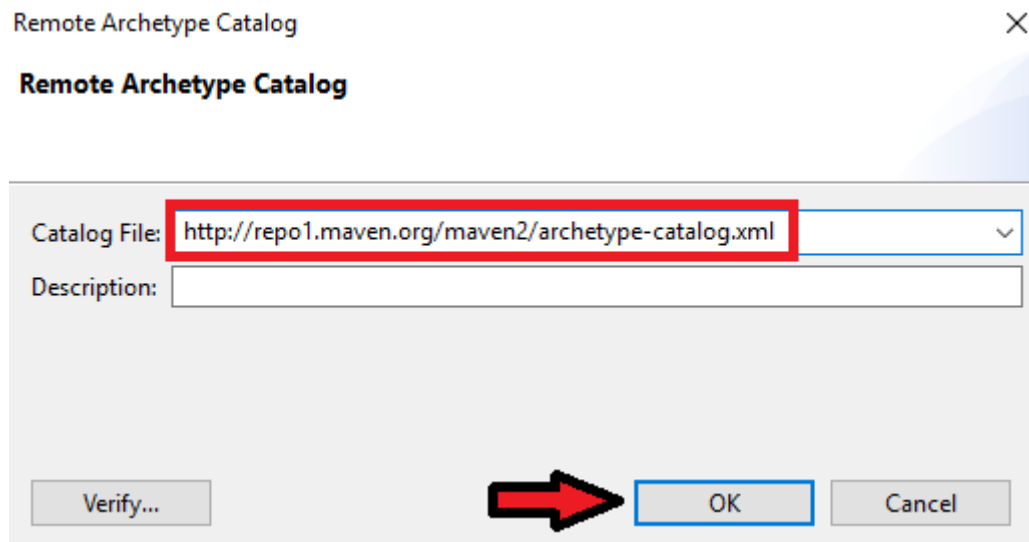 Remote Archetype Catalog
Remote Archetype Catalog
Catalog File: http://repo1.maven.org/maven2/archetype-catalog.xml
Description:
Verify... OK Cancel